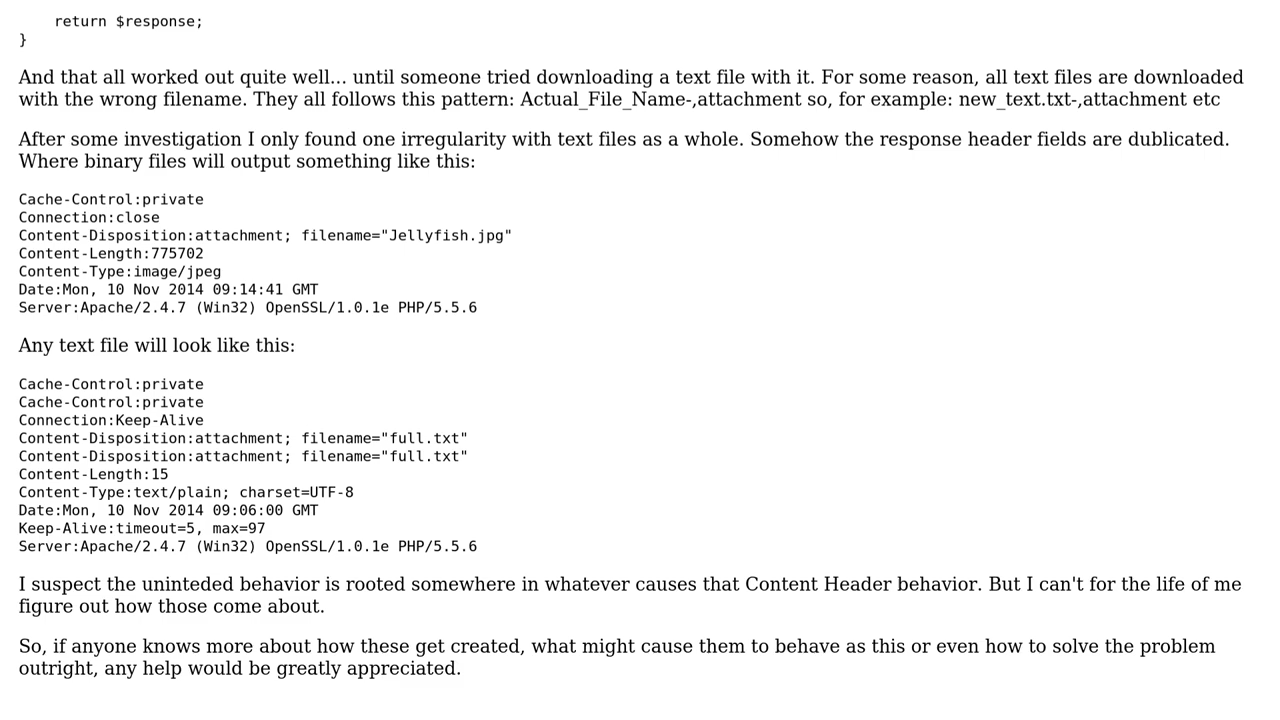 return $response;
}
And that all worked out quite well... until someone tried downloading a text file with it. For some reason, all text files are downloaded
with the wrong filename. They all follows this pattern: Actual_File_Name-,attachment so, for example: new_text.txt-,attachment etc
After some investigation I only found one irregularity with text files as a whole. Somehow the response header fields are dublicated.
Where binary files will output something like this:
Cache-Control:private
Connection:close
Content-Disposition:attachment; filename="Jellyfish.jpg"
Content-Length:775702
Content-Type:image/jpeg
Date:Mon, 10 Nov 2014 09:14:41 GMT
Server:Apache/2.4.7 (Win32) OpenSSL/1.0.1e PHP/5.5.6
Any text file will look like this:
Cache-Control:private
Cache-Control:private
Connection:Keep-Alive
Content-Disposition:attachment; filename="full.txt"
Content-Disposition:attachment; filename="full.txt"
Content-Length:15
Content-Type:text/plain; charset=UTF-8
Date:Mon, 10 Nov 2014 09:06:00 GMT
Keep-Alive:timeout=5, max=97
Server:Apache/2.4.7 (Win32) OpenSSL/1.0.1e PHP/5.5.6
I suspect the uninteded behavior is rooted somewhere in whatever causes that Content Header behavior. But I can't for the life of me
figure out how those come about.
So, if anyone knows more about how these get created, what might cause them to behave as this or even how to solve the problem
outright, any help would be greatly appreciated.